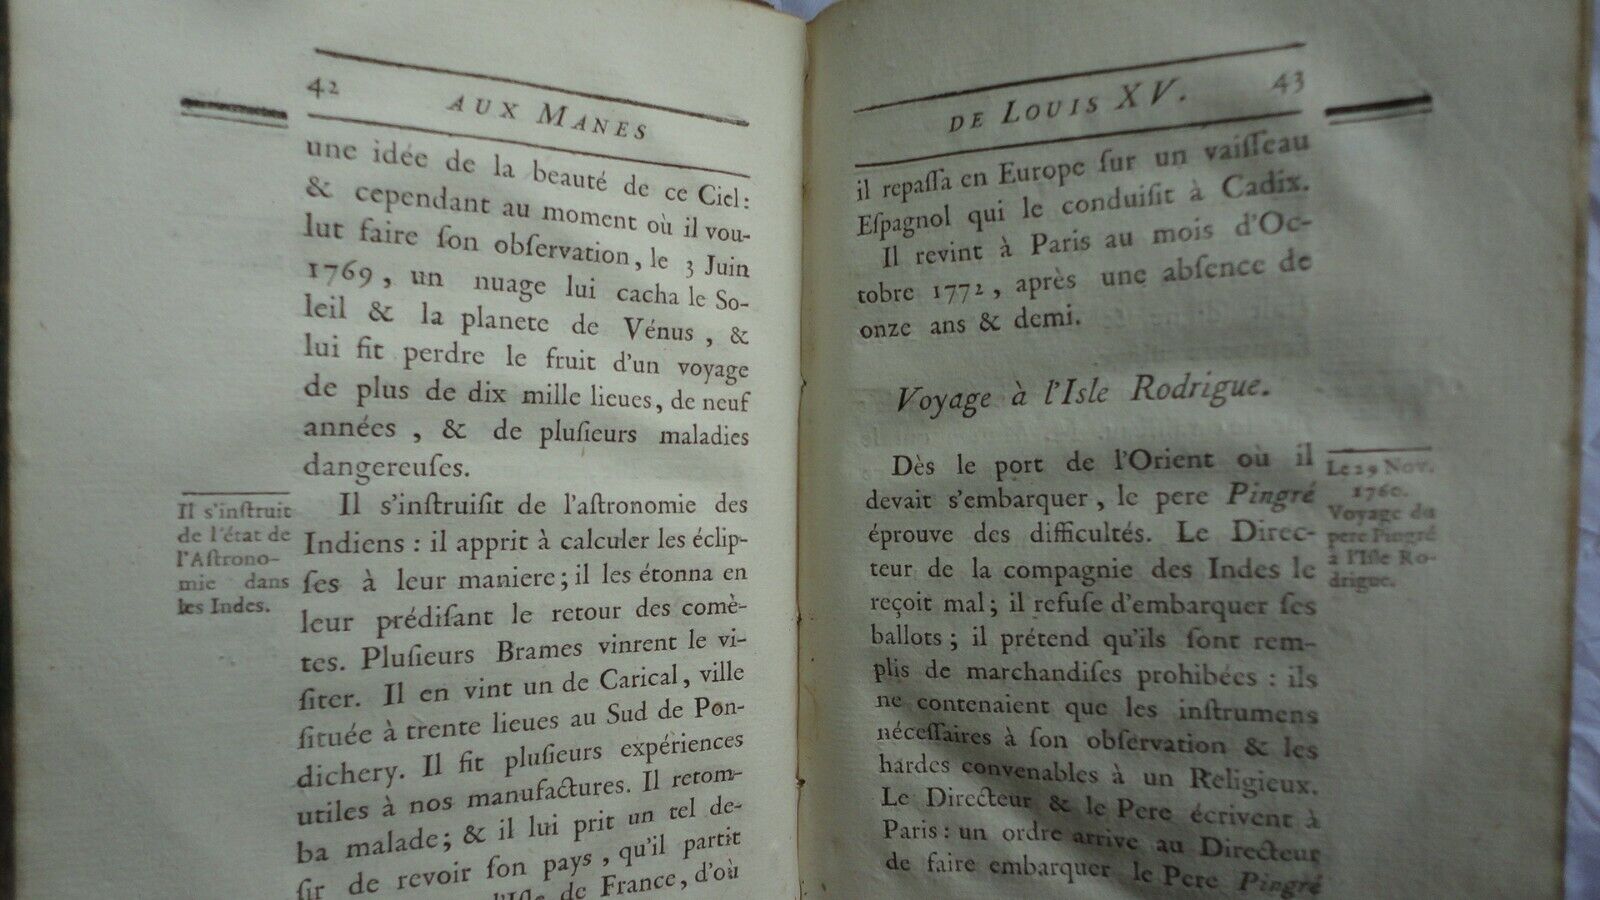 42
AUX MANES
une idée de la beauté de ce Ciel:
& cependant au moment où il vou-
lut faire ſon obſervation, le 3 Juin
1769, un nuage lui cacha le So-
leil & la planete de Vénus, &
lui fit perdre le fruit d'un voyage
de plus de dix mille lieues, de neuf
années, & de pluſieurs maladies
dangereuſes.
Il s'inſtruit
de l'état de
l'Aſtrono-
mie dans
les Indes.
Il s'inſtruiſit de l'aſtronomie des
Indiens : il apprit à calculer les éclip-
ſes à leur maniere; il les étonna en
leur prédiſant le retour des comè-
tes. Pluſieurs Brames vinrent le vi-
ſiter. Il en vint un de Carical, ville
ſituée à trente lieues au Sud de Pon-
dichery. Il fit pluſieurs expériences
utiles à nos manufactures. Il retom-
ba malade; & il lui prit un tel de-
ſir de revoir ſon pays, qu'il partit
l'Iſle de France, d'où
DE LOUIS XV.
43
il repaſſa en Europe ſur un vaiſſeau
Eſpagnol qui le conduiſit à Cadix.
Il revint à Paris au mois d'Oc-
tobre 1772, après une abſence de
onze ans & demi.
Voyage à l'Isle Rodrigue.
Le 29 Nov.
1760.
Voyage du
pere Pingré
à l'Iſle Ro-
drigue.
Dès le port de l'Orient où il
devait s'embarquer, le pere Pingré
éprouve des difficultés. Le Direc-
teur de la compagnie des Indes le
reçoit mal; il refuſe d'embarquer ſes
ballots; il prétend qu'ils ſont rem-
plis de marchandiſes prohibées : ils
ne contenaient que les inſtrumens
néceſſaires à ſon obſervation & les
hardes convenables à un Religieux.
Le Directeur & le Pere écrivent à
Paris : un ordre arrive au Directeur
de faire embarquer le Pere Pingré